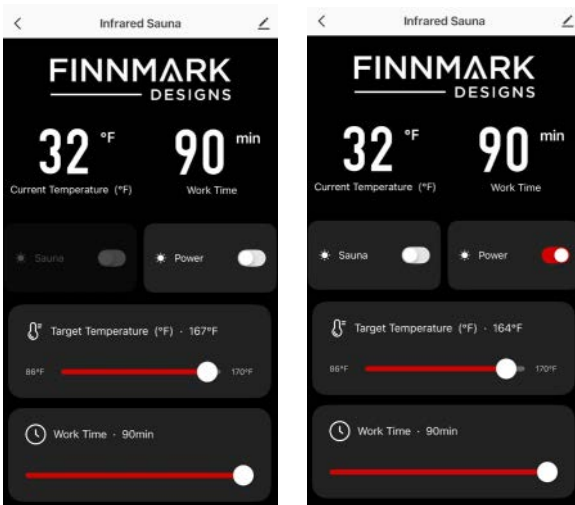 Infrared Sauna
FINNMARK
DESIGNS
32 °F
90 min
Current Temperature (°F)
Work Time
Sauna
Power
Target Temperature (°F) · 167°F
86°F
170°F
Work Time · 90min
Infrared Sauna
FINNMARK
DESIGNS
32 °F
90 min
Current Temperature (°F)
Work Time
Sauna
Power
Target Temperature (°F) · 164°F
86°F
170°F
Work Time · 90min